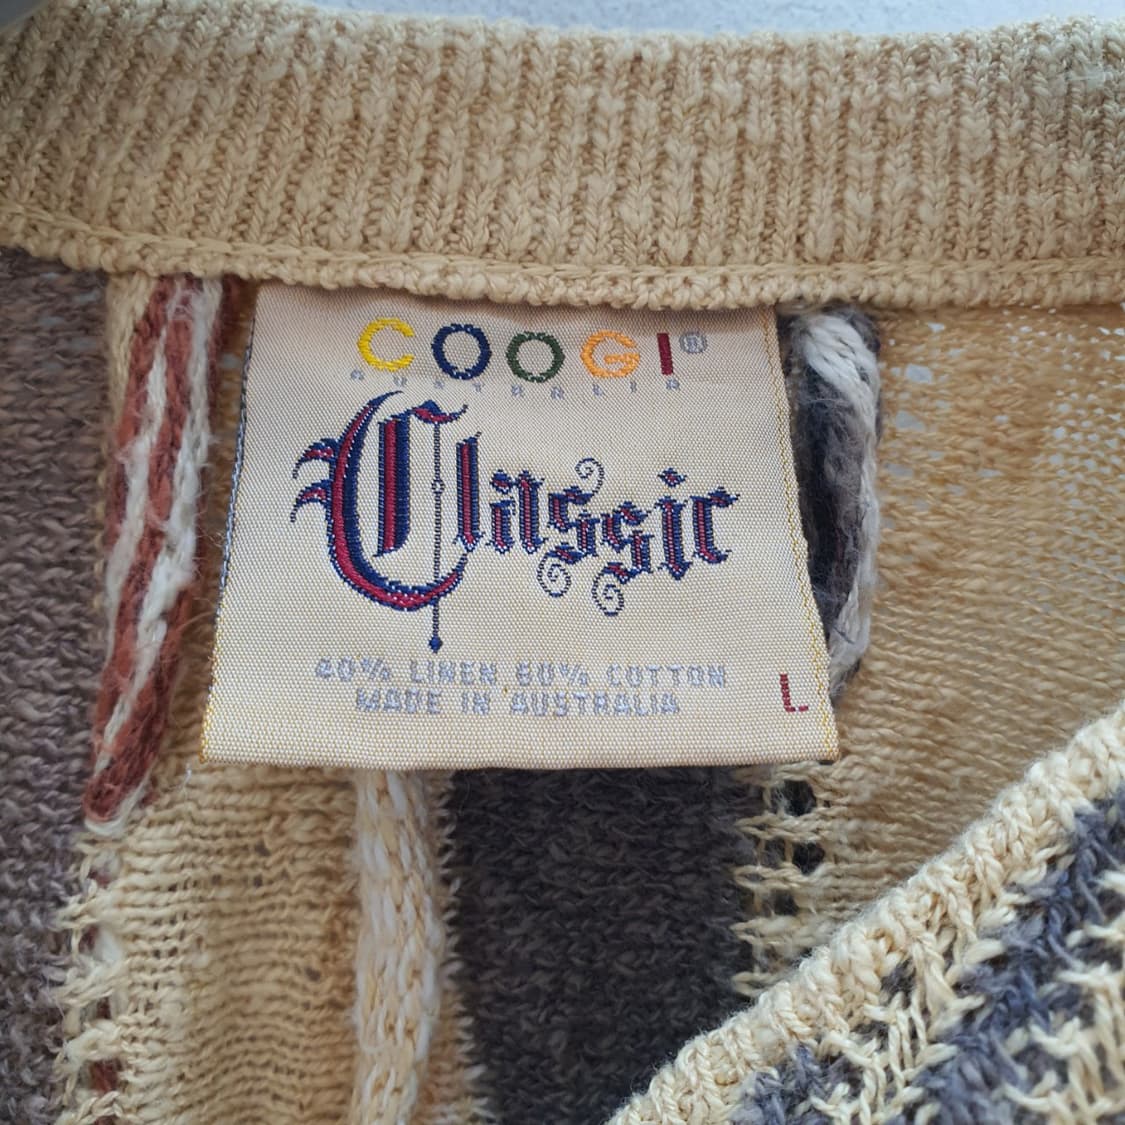 COOGI®
AUSTRALIA
Classic
40% LINEN 60% COTTON
MADE IN AUSTRALIA
L